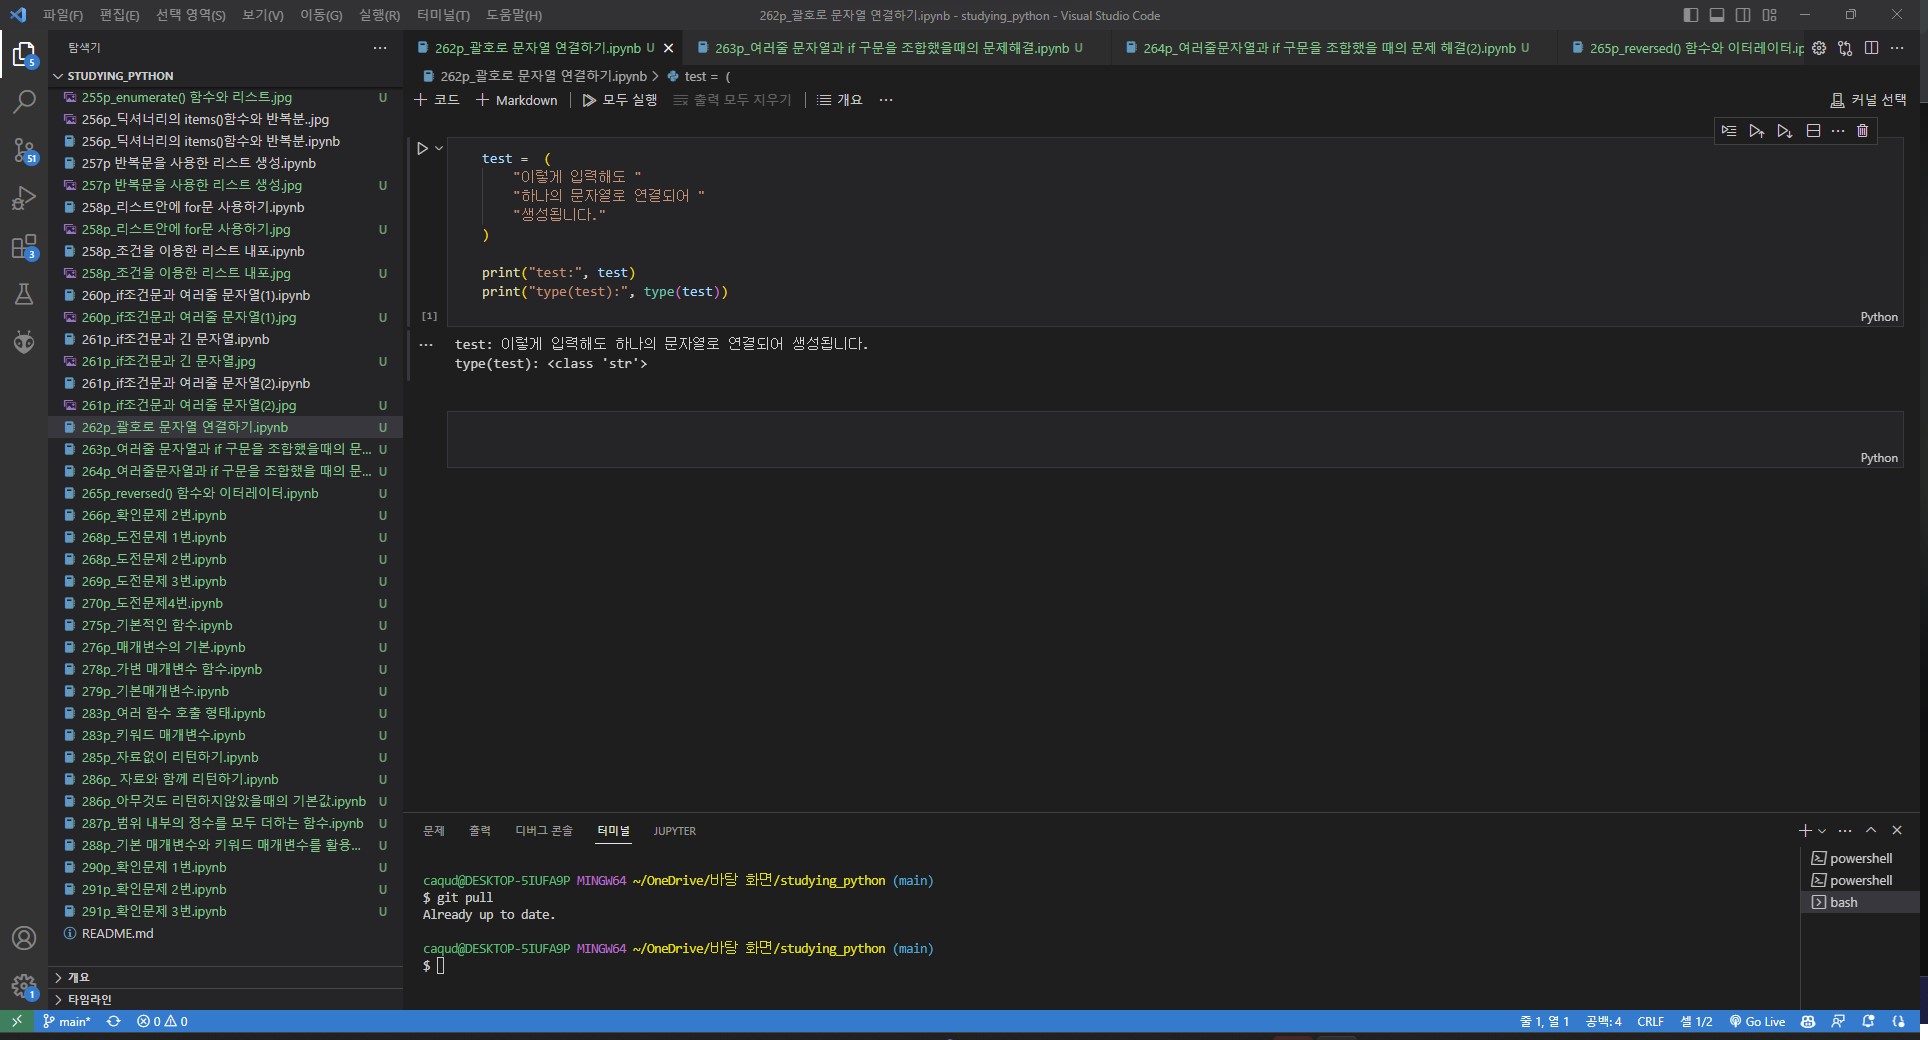 파일(F) 편집(E) 선택 영역(S) 보기(V) 이동(G) 실행(R) 터미널(T) 도움말(H)
262p_괄호로 문자열 연결하기.ipynb - studying_python - Visual Studio Code
탐색기
STUDYING_PYTHON
255p_enumerate() 함수와 리스트.jpg U
256p_딕셔너리의 items()함수와 반복분..jpg
256p_딕셔너리의 items()함수와 반복문.ipynb
257p 반복문을 사용한 리스트 생성.ipynb
257p 반복문을 사용한 리스트 생성.jpg U
258p_리스트안에 for문 사용하기.ipynb
258p_리스트안에 for문 사용하기.jpg U
258p_조건을 이용한 리스트 내포.ipynb
258p_조건을 이용한 리스트 내포.jpg U
260p_if조건문과 여러줄 문자열(1).ipynb
260p_if조건문과 여러줄 문자열(1).jpg U
261p_if조건문과 긴 문자열.ipynb
261p_if조건문과 긴 문자열.jpg U
261p_if조건문과 여러줄 문자열(2).ipynb
261p_if조건문과 여러줄 문자열(2).jpg U
262p_괄호로 문자열 연결하기.ipynb U
263p_여러줄 문자열과 if 구문을 조합했을때의 문... U
264p_여러줄문자열과 if 구문을 조합했을 때의 문... U
265p_reversed() 함수와 이터레이터.ipynb U
266p_확인문제 2번.ipynb U
268p_도전문제 1번.ipynb U
268p_도전문제 2번.ipynb U
269p_도전문제 3번.ipynb U
270p_도전문제4번.ipynb U
275p_기본적인 함수.ipynb U
276p_매개변수의 기본.ipynb U
278p_가변 매개변수 함수.ipynb U
279p_기본매개변수.ipynb U
283p_여러 함수 호출 형태.ipynb U
283p_키워드 매개변수.ipynb U
285p_자료없이 리턴하기.ipynb U
286p_ 자료와 함께 리턴하기.ipynb U
286p_아무것도 리턴하지않았을때의 기본값.ipynb U
287p_범위 내부의 정수를 모두 더하는 함수.ipynb U
288p_기본 매개변수와 키워드 매개변수를 활용... U
290p_확인문제 1번.ipynb U
291p_확인문제 2번.ipynb U
291p_확인문제 3번.ipynb U
README.md
개요
타임라인
5
51
3
1
262p_괄호로 문자열 연결하기.ipynb U 263p_여러줄 문자열과 if 구문을 조합했을때의 문제해결.ipynb U 264p_여러줄문자열과 if 구문을 조합했을 때의 문제 해결(2).ipynb U 265p_reversed() 함수와 이터레이터.ip
262p_괄호로 문자열 연결하기.ipynb > test = (
+ 코드 + Markdown 모두 실행 출력 모두 지우기 개요 ... 커널 선택
test = (
"이렇게 입력해도 "
"하나의 문자열로 연결되어 "
"생성됩니다."
)
print("test:", test)
print("type(test):", type(test))
[1]
Python
test: 이렇게 입력해도 하나의 문자열로 연결되어 생성됩니다.
type(test): <class 'str'>
Python
문제 출력 디버그 콘솔 터미널 JUPYTER
caqud@DESKTOP-5IUFA9P MINGW64 ~/OneDrive/바탕 화면/studying_python (main)
$ git pull
Already up to date.
caqud@DESKTOP-5IUFA9P MINGW64 ~/OneDrive/바탕 화면/studying_python (main)
$
powershell
powershell
bash
main* 0 0 줄 1, 열 1 공백: 4 CRLF 셀 1/2 Go Live